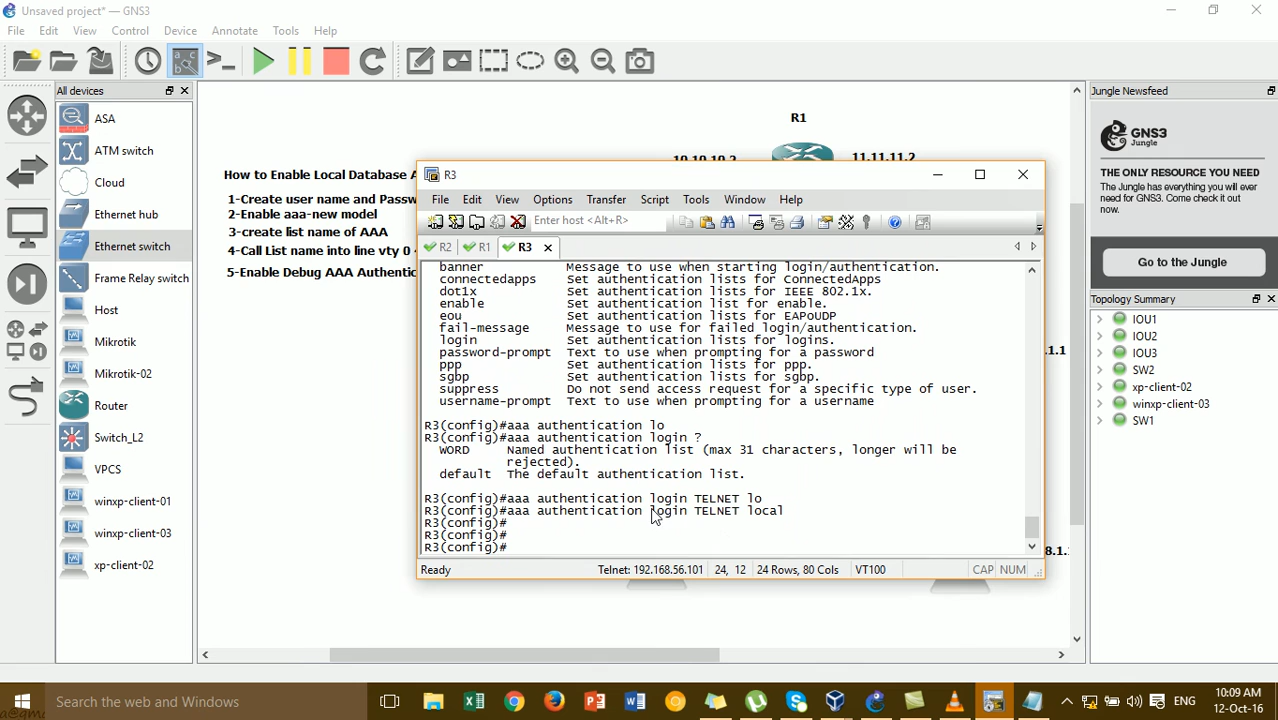 Unsaved project* — GNS3
File Edit View Control Device Annotate Tools Help
All devices
ASA
ATM switch
Cloud
Ethernet hub
Ethernet switch
Frame Relay switch
Host
Mikrotik
Mikrotik-02
Router
Switch_L2
VPCS
winxp-client-01
winxp-client-03
xp-client-02
R1
11.11.11.2
How to Enable Local Database A
1-Create user name and Passw
2-Enable aaa-new model
3-create list name of AAA
4-Call List name into line vty 0
5-Enable Debug AAA Authentic
R3
File Edit View Options Transfer Script Tools Window Help
Enter host <Alt+R>
R2 R1 R3
banner Message to use when starting login/authentication.
connectedapps Set authentication lists for ConnectedApps
dot1x Set authentication lists for IEEE 802.1x.
enable Set authentication list for enable.
eou Set authentication lists for EAPoUDP
fail-message Message to use for failed login/authentication.
login Set authentication lists for logins.
password-prompt Text to use when prompting for a password
ppp Set authentication lists for ppp.
sgbp Set authentication lists for sgbp.
suppress Do not send access request for a specific type of user.
username-prompt Text to use when prompting for a username
R3(config)#aaa authentication lo
R3(config)#aaa authentication login ?
WORD Named authentication list (max 31 characters, longer will be
rejected).
default The default authentication list.
R3(config)#aaa authentication login TELNET lo
R3(config)#aaa authentication login TELNET local
R3(config)#
R3(config)#
R3(config)#
Ready Telnet: 192.168.56.101 24, 12 24 Rows, 80 Cols VT100 CAP NUM
Jungle Newsfeed
GNS3
Jungle
THE ONLY RESOURCE YOU NEED
The Jungle has everything you will ever
need for GNS3. Come check it out
now.
Go to the Jungle
Topology Summary
IOU1
IOU2
IOU3
SW2
xp-client-02
winxp-client-03
SW1
Search the web and Windows
ENG
10:09 AM
12-Oct-16